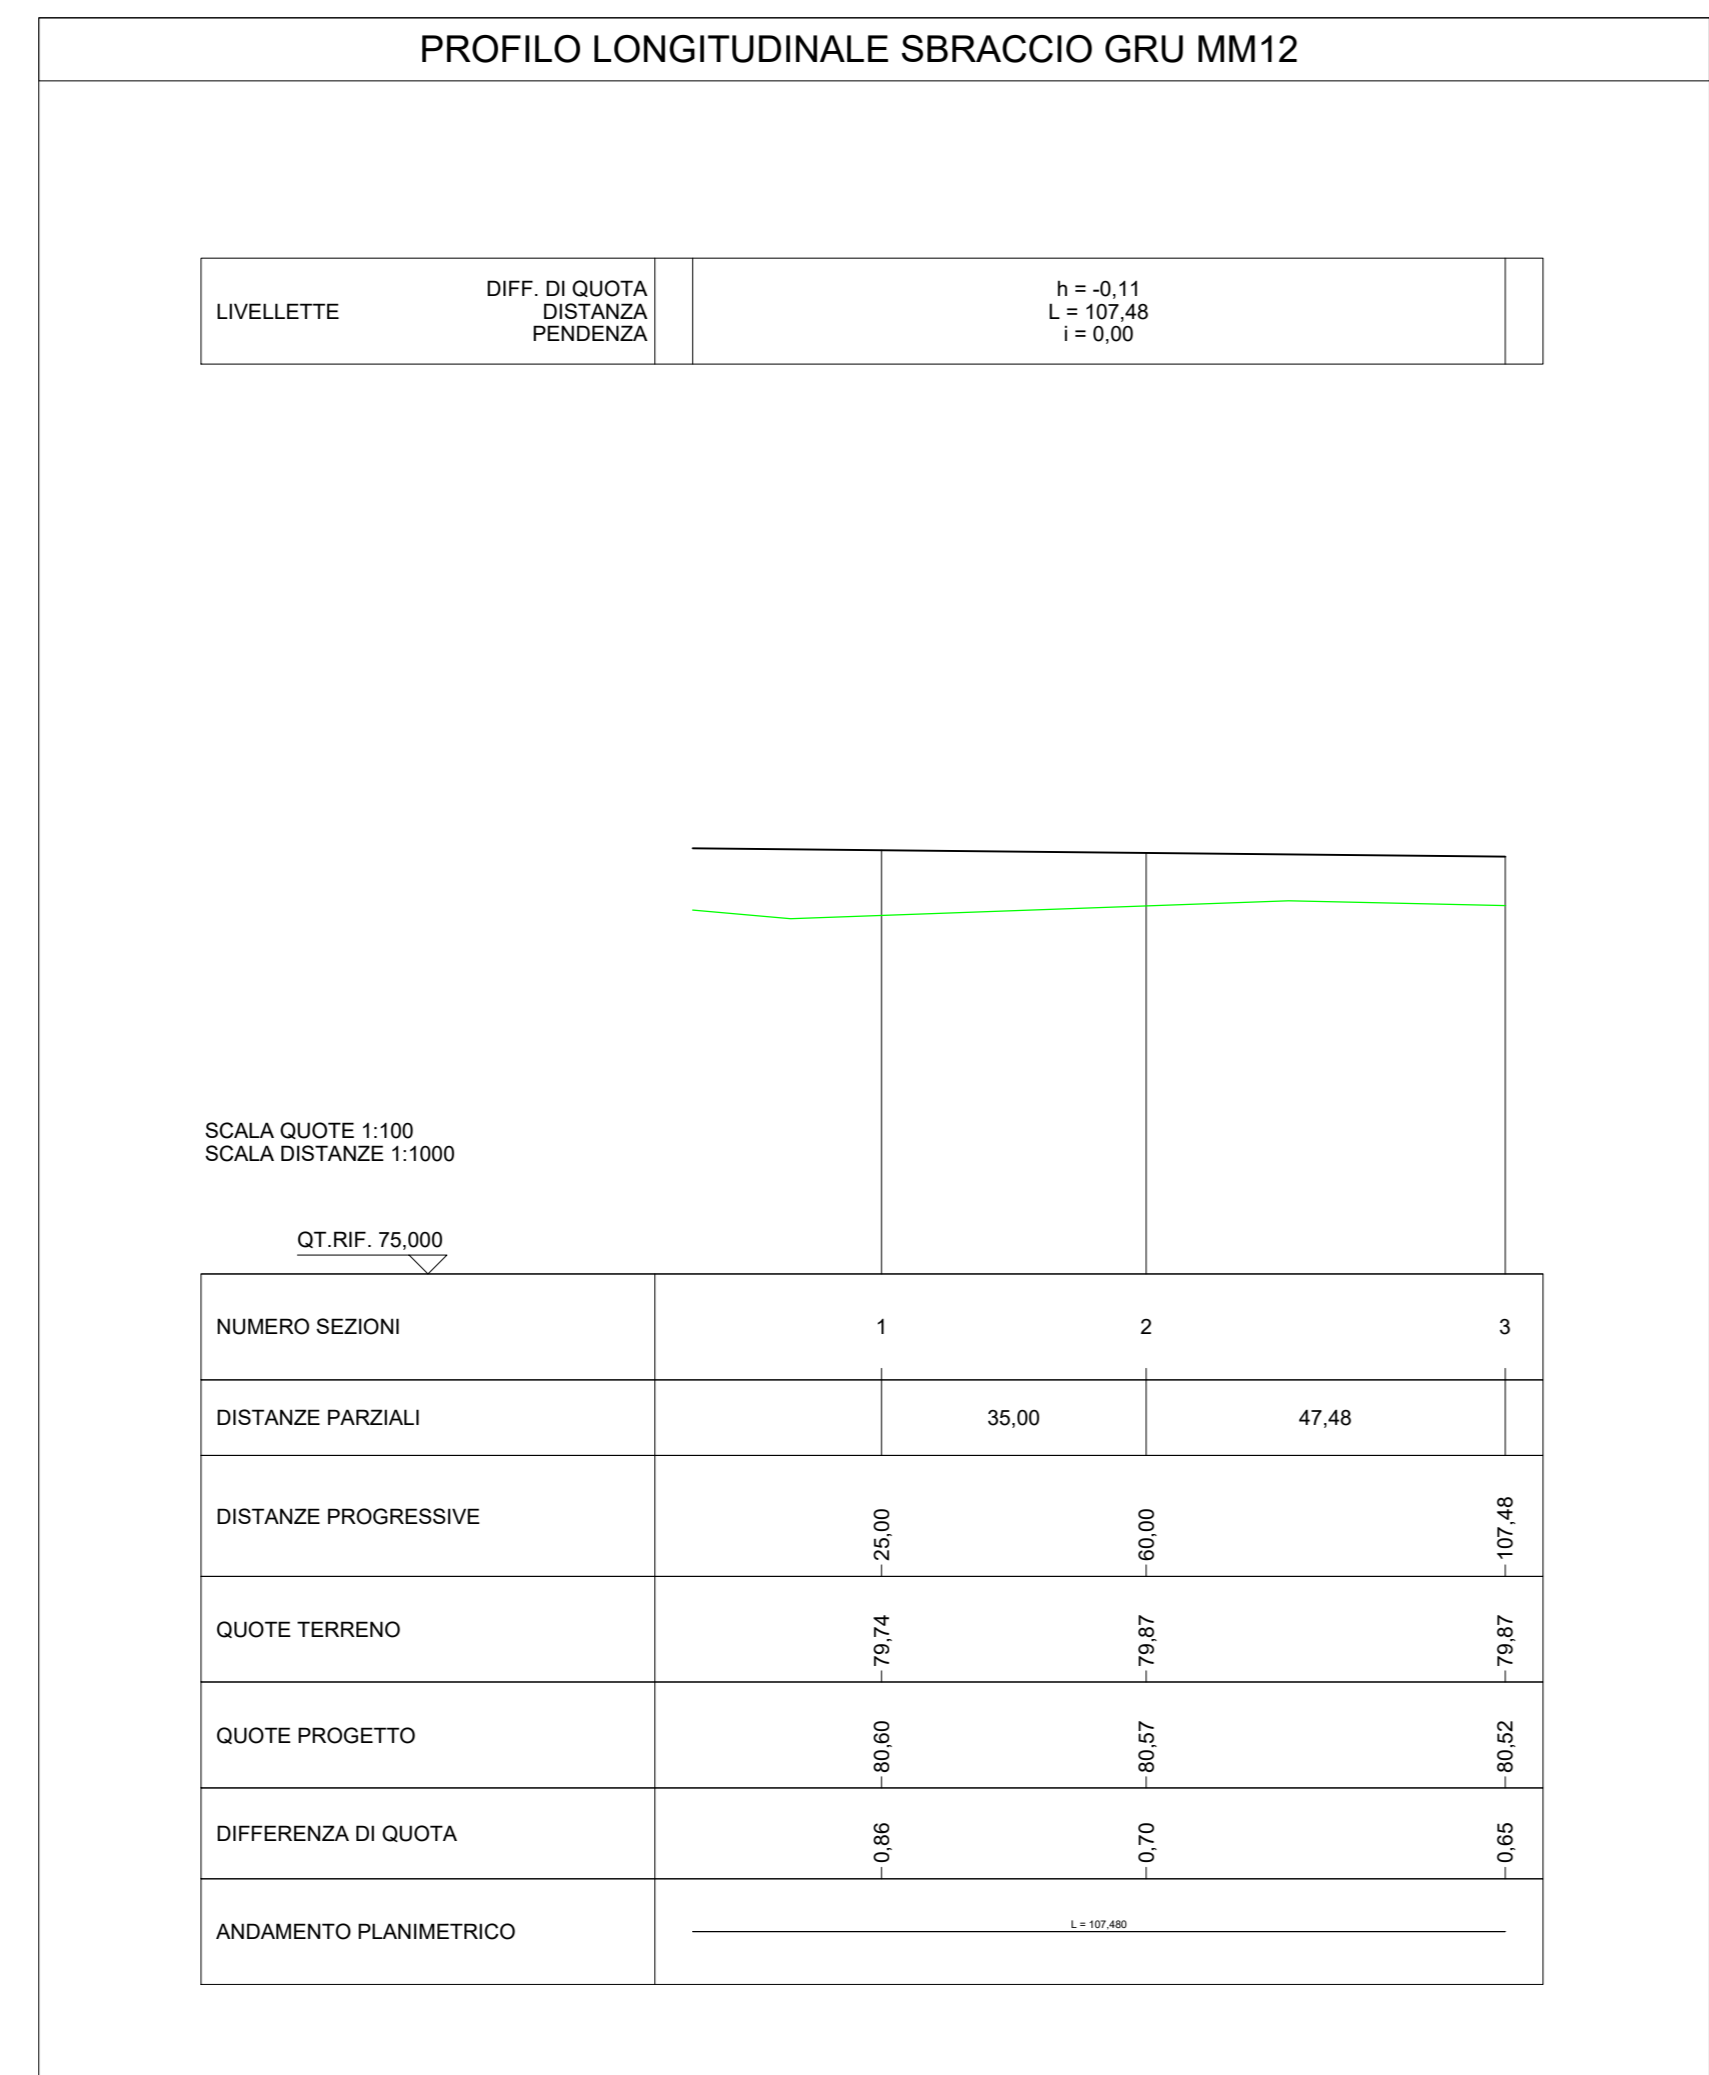 PROFILO LONGITUDINALE SBRACCIO GRU MM12
LIVELLETTE
DIFF. DI QUOTA
DISTANZA
PENDENZA
h = -0,11
L = 107,48
i = 0,00
SCALA QUOTE 1:100
SCALA DISTANZE 1:1000
QT.RIF. 75,000
NUMERO SEZIONI 1 2 3
DISTANZE PARZIALI 35,00 47,48
DISTANZE PROGRESSIVE 25,00 60,00 107,48
QUOTE TERRENO 79,74 79,87 79,87
QUOTE PROGETTO 80,60 80,57 80,52
DIFFERENZA DI QUOTA 0,86 0,70 0,65
ANDAMENTO PLANIMETRICO L = 107,480